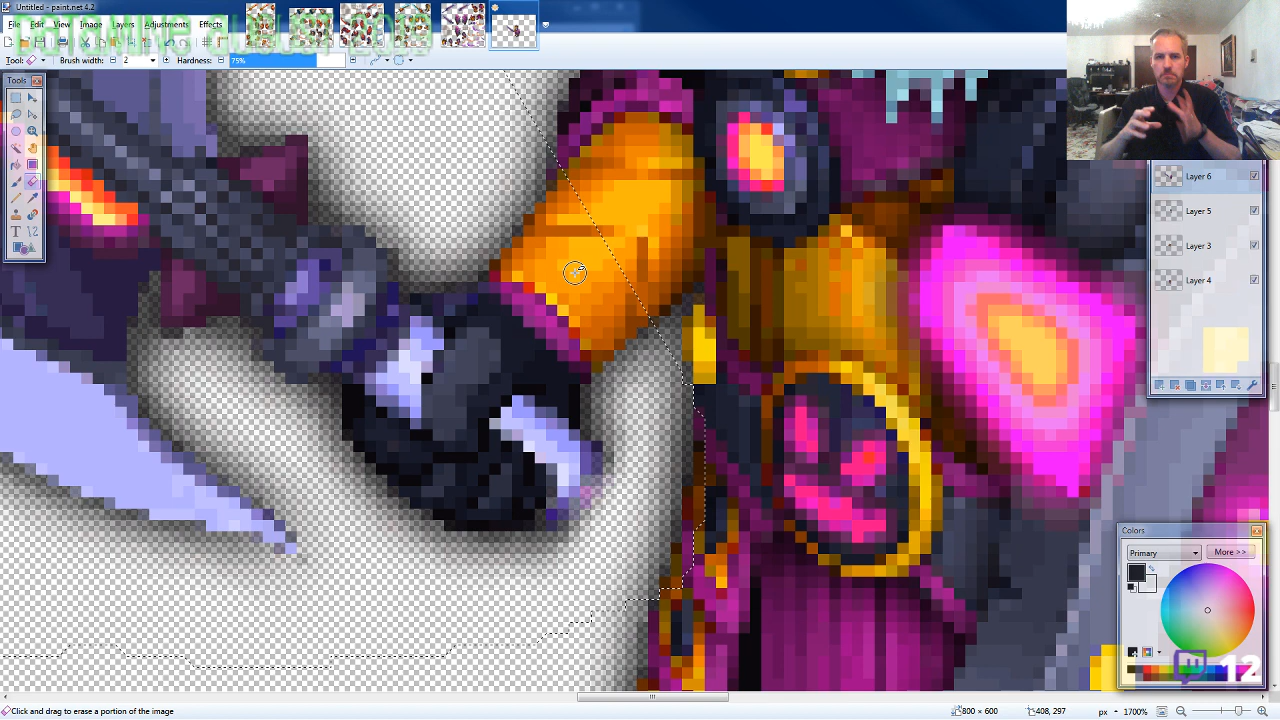 Untitled - paint.net 4.2
File Edit View Image Layers Adjustments Effects
Tool: Brush width: 2 Hardness: 75%
Tools
Layer 6
Layer 5
Layer 3
Layer 4
Colors
Primary More >>
12
Click and drag to erase a portion of the image
800 × 600 408, 297 px 1700%